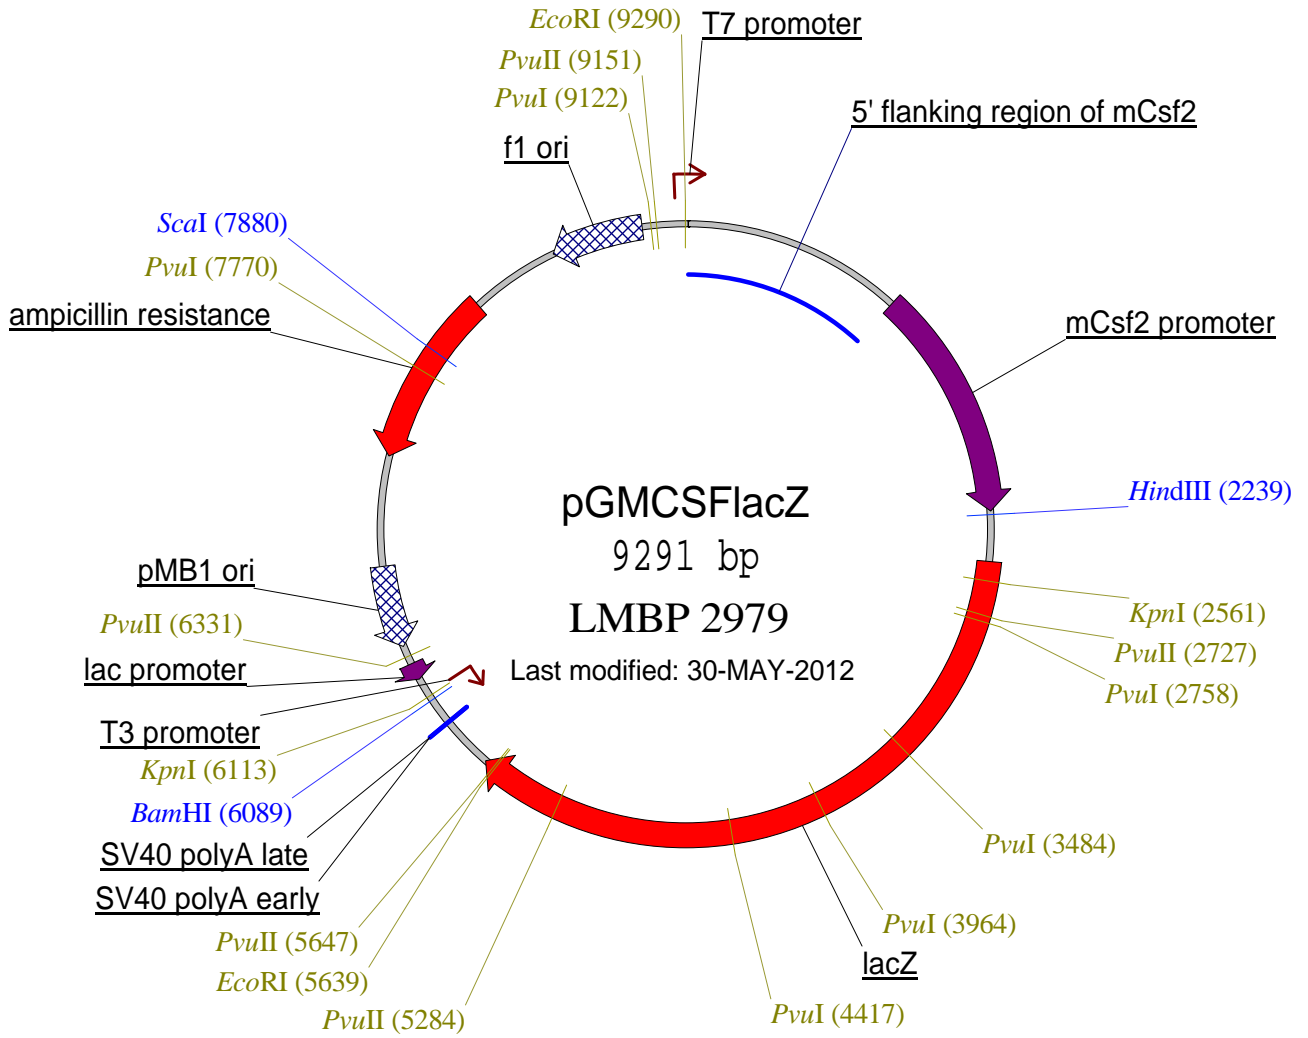 EcoRI (9290)
T7 promoter
PvuII (9151)
PvuI (9122)
5' flanking region of mCsf2
f1 ori
ScaI (7880)
PvuI (7770)
ampicillin resistance
mCsf2 promoter
pGMCSFlacZ
9291 bp
LMBP 2979
Last modified: 30-MAY-2012
HindIII (2239)
pMB1 ori
PvuII (6331)
lac promoter
T3 promoter
KpnI (6113)
BamHI (6089)
SV40 polyA late
SV40 polyA early
KpnI (2561)
PvuII (2727)
PvuI (2758)
PvuI (3484)
PvuI (3964)
lacZ
PvuII (5647)
EcoRI (5639)
PvuII (5284)
PvuI (4417)